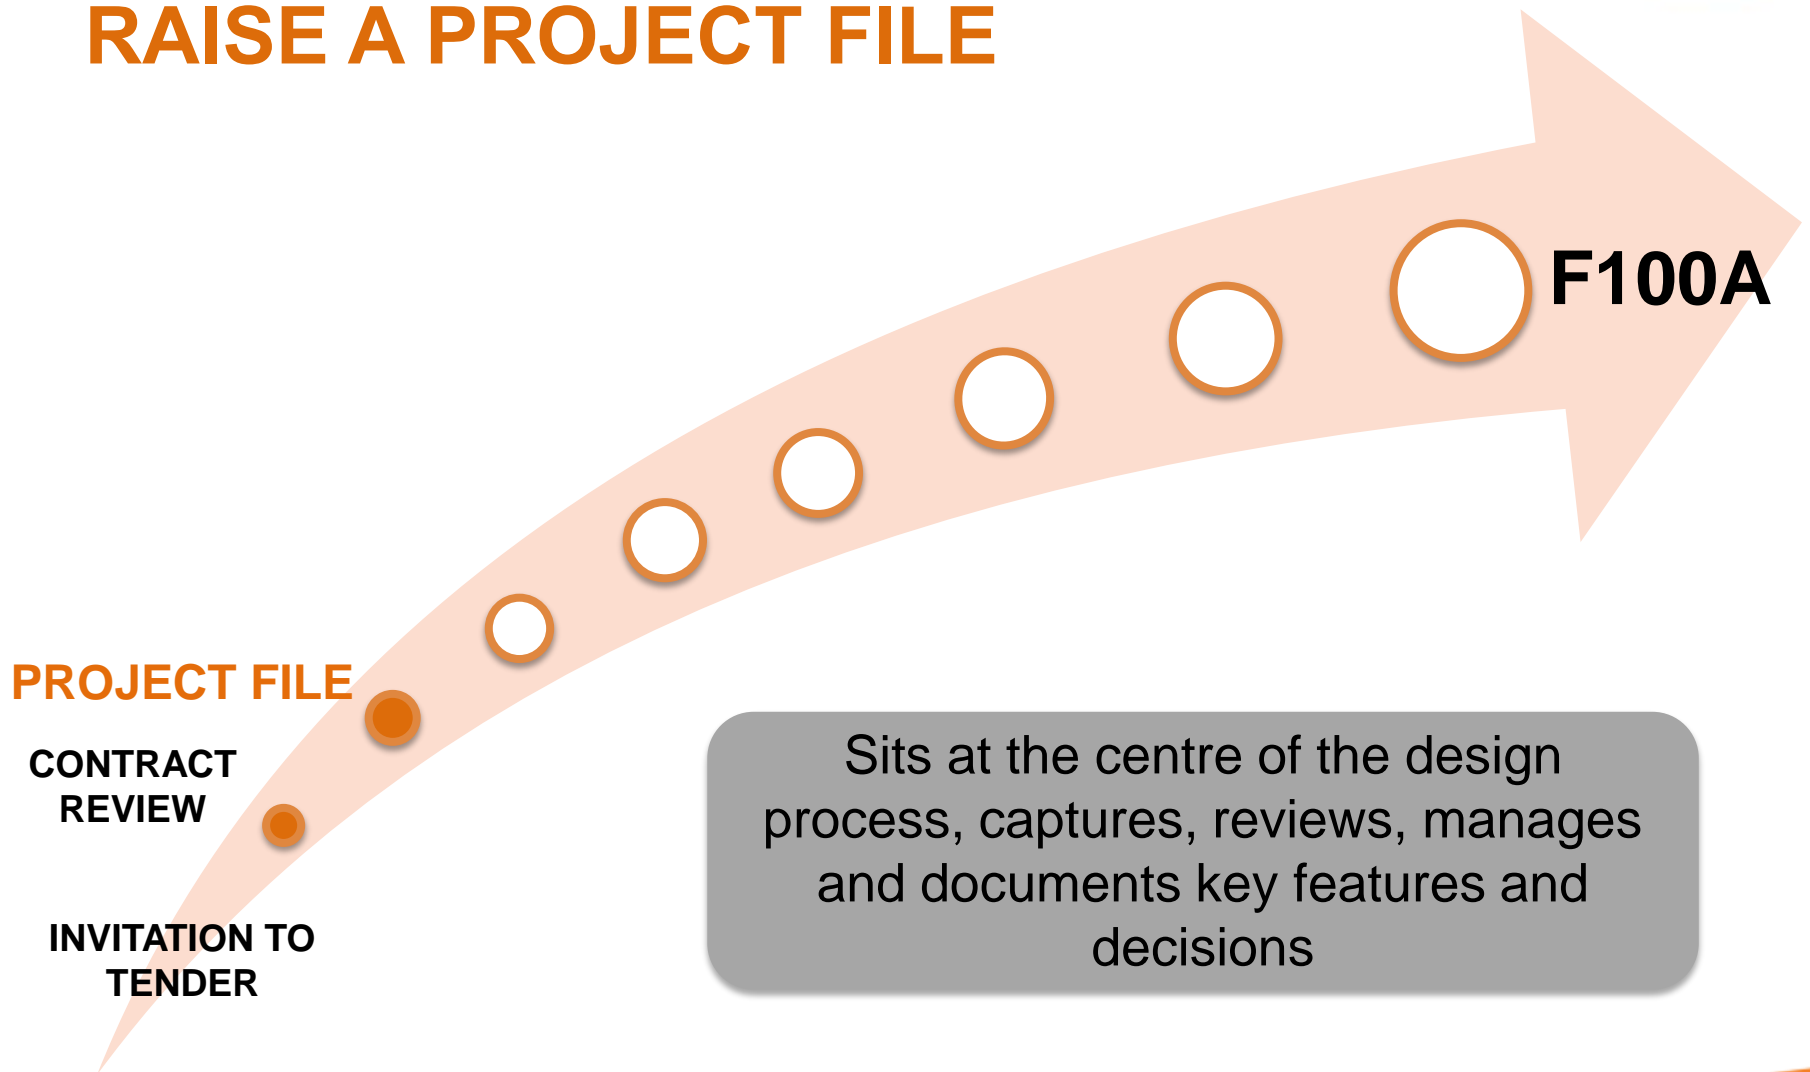 RAISE A PROJECT FILE
F100A
PROJECT FILE
CONTRACT
REVIEW
INVITATION TO
TENDER
Sits at the centre of the design
process, captures, reviews, manages
and documents key features and
decisions